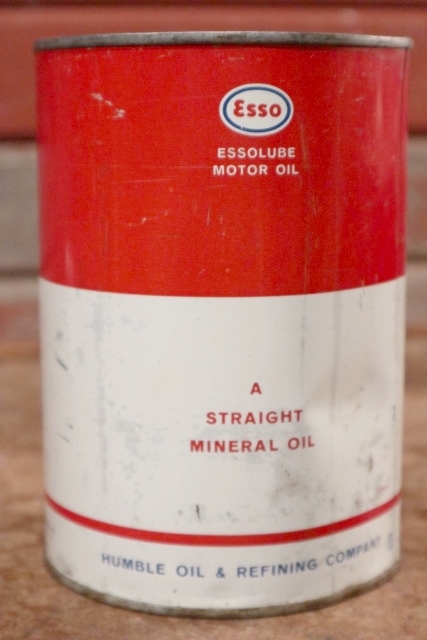 Esso
ESSOLUBE
MOTOR OIL
A
STRAIGHT
MINERAL OIL
HUMBLE OIL & REFINING COMPANY